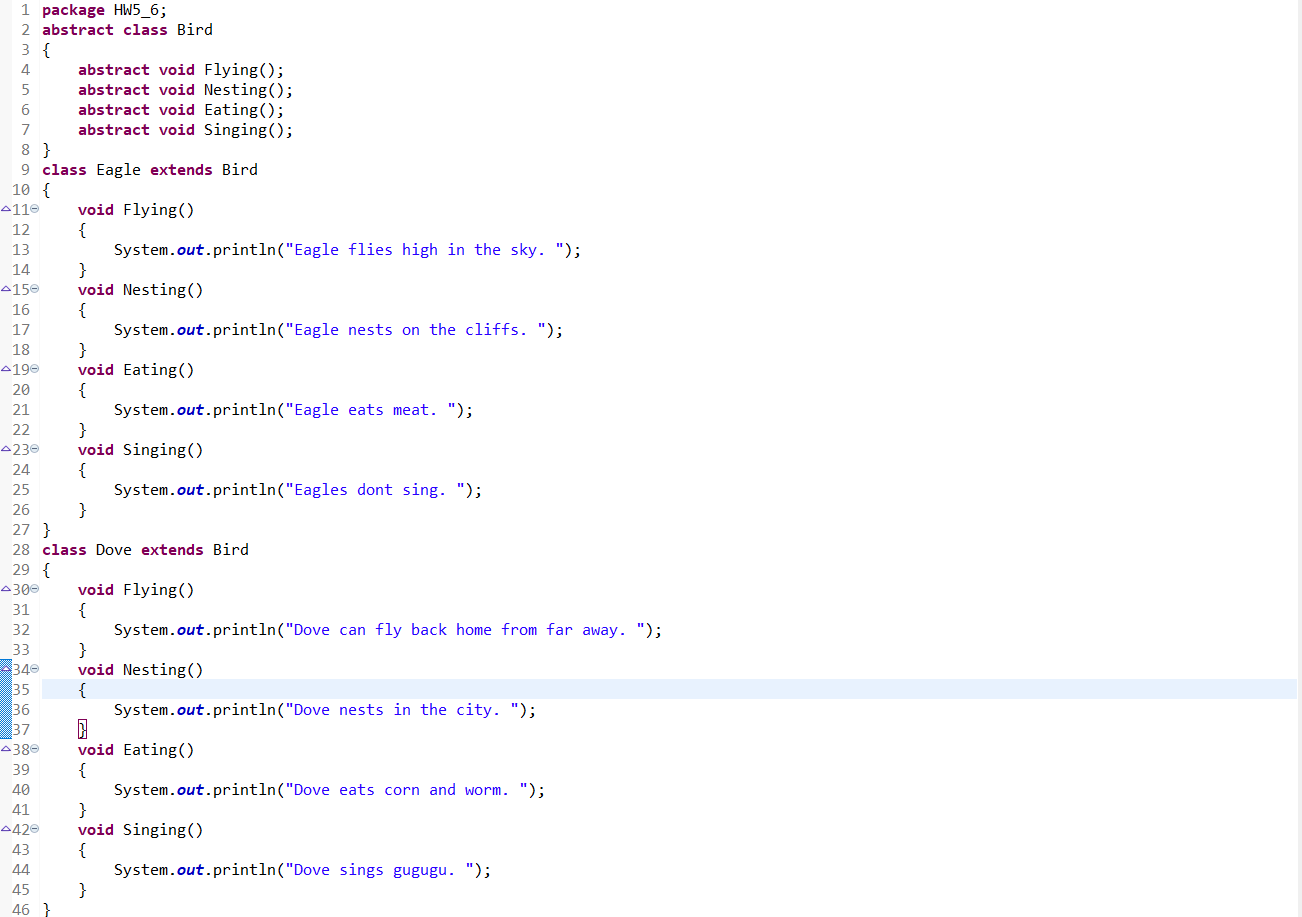 1 package HW5_6;
2 abstract class Bird
3 {
4     abstract void Flying();
5     abstract void Nesting();
6     abstract void Eating();
7     abstract void Singing();
8 }
9 class Eagle extends Bird
10 {
11     void Flying()
12     {
13         System.out.println("Eagle flies high in the sky. ");
14     }
15     void Nesting()
16     {
17         System.out.println("Eagle nests on the cliffs. ");
18     }
19     void Eating()
20     {
21         System.out.println("Eagle eats meat. ");
22     }
23     void Singing()
24     {
25         System.out.println("Eagles dont sing. ");
26     }
27 }
28 class Dove extends Bird
29 {
30     void Flying()
31     {
32         System.out.println("Dove can fly back home from far away. ");
33     }
34     void Nesting()
35     {
36         System.out.println("Dove nests in the city. ");
37     }
38     void Eating()
39     {
40         System.out.println("Dove eats corn and worm. ");
41     }
42     void Singing()
43     {
44         System.out.println("Dove sings gugugu. ");
45     }
46 }